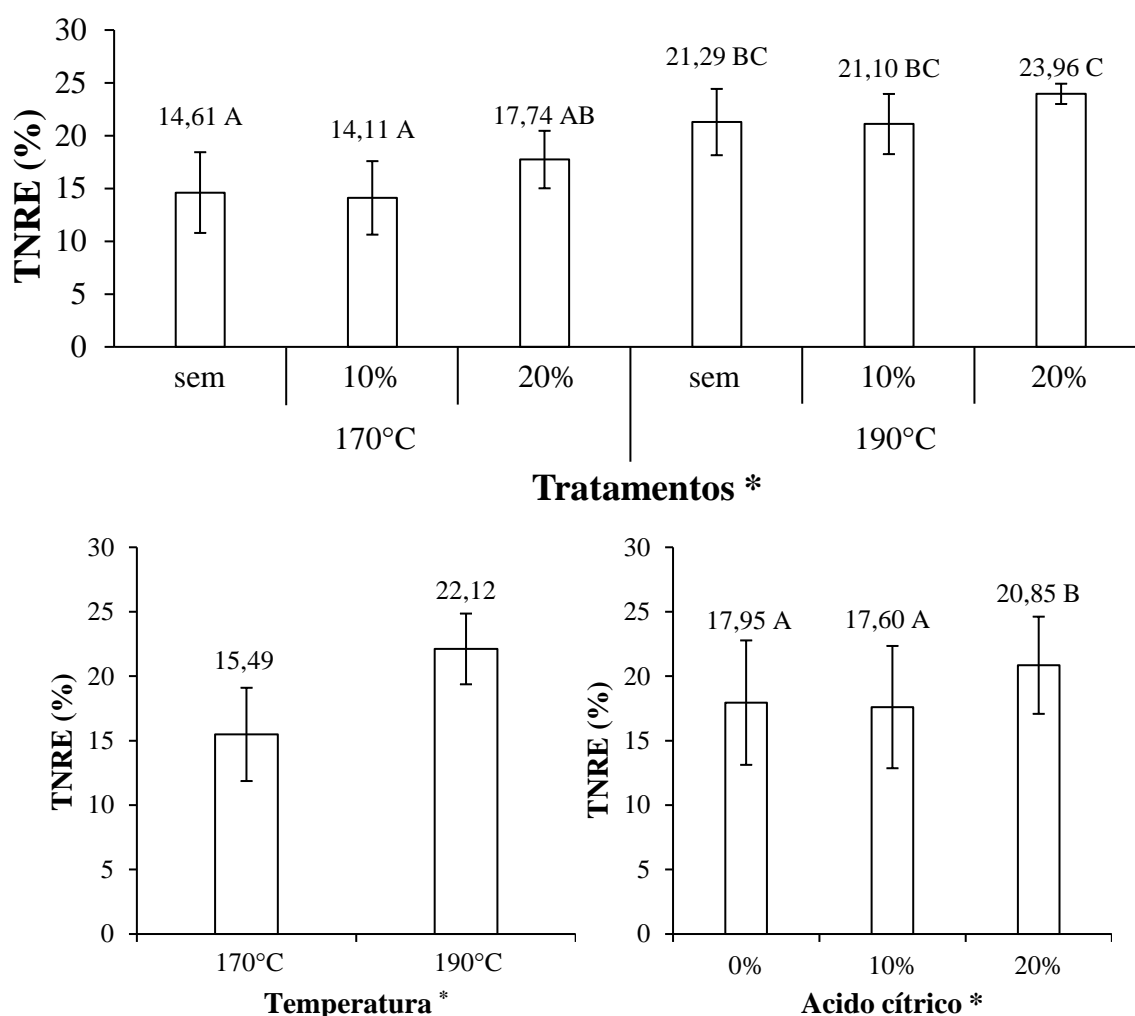 30
25
20
15
10
5
0
TNRE (%)
14,61 A
14,11 A
17,74 AB
21,29 BC
21,10 BC
23,96 C
sem 10% 20% sem 10% 20%
170°C 190°C
Tratamentos *
30
25
20
15
10
5
0
TNRE (%)
15,49
22,12
170°C 190°C
Temperatura *
30
25
20
15
10
5
0
TNRE (%)
17,95 A
17,60 A
20,85 B
0% 10% 20%
Acido cítrico *